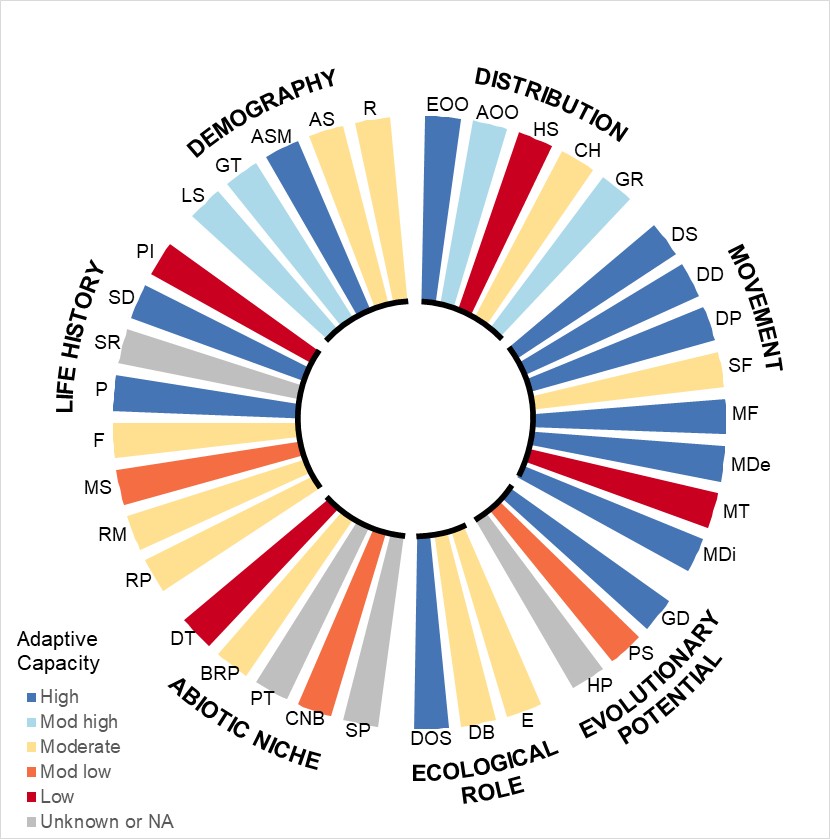 DISTRIBUTION
EOO
AOO
HS
CH
GR
MOVEMENT
DS
DD
DP
SF
MF
MDe
MT
MDi
EVOLUTIONARY
POTENTIAL
GD
PS
HP
ECOLOGICAL
ROLE
E
DB
DOS
ABIOTIC NICHE
SP
CNB
PT
BRP
DT
LIFE HISTORY
RP
RM
MS
F
P
SR
SD
PI
DEMOGRAPHY
LS
GT
ASM
AS
R
Adaptive
Capacity
High
Mod high
Moderate
Mod low
Low
Unknown or NA